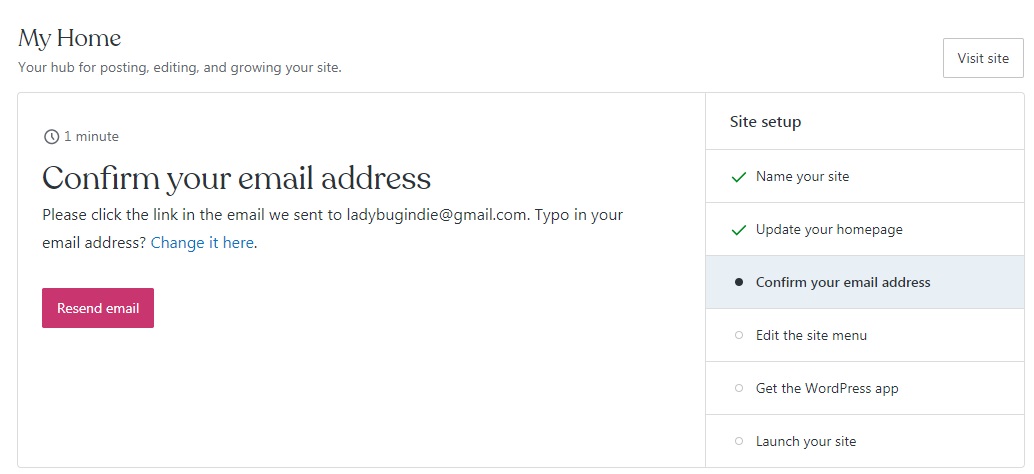 My Home
Your hub for posting, editing, and growing your site.
Visit site
1 minute
Confirm your email address
Please click the link in the email we sent to ladybugindie@gmail.com. Typo in your
email address? Change it here.
Resend email
Site setup
Name your site
Update your homepage
Confirm your email address
Edit the site menu
Get the WordPress app
Launch your site